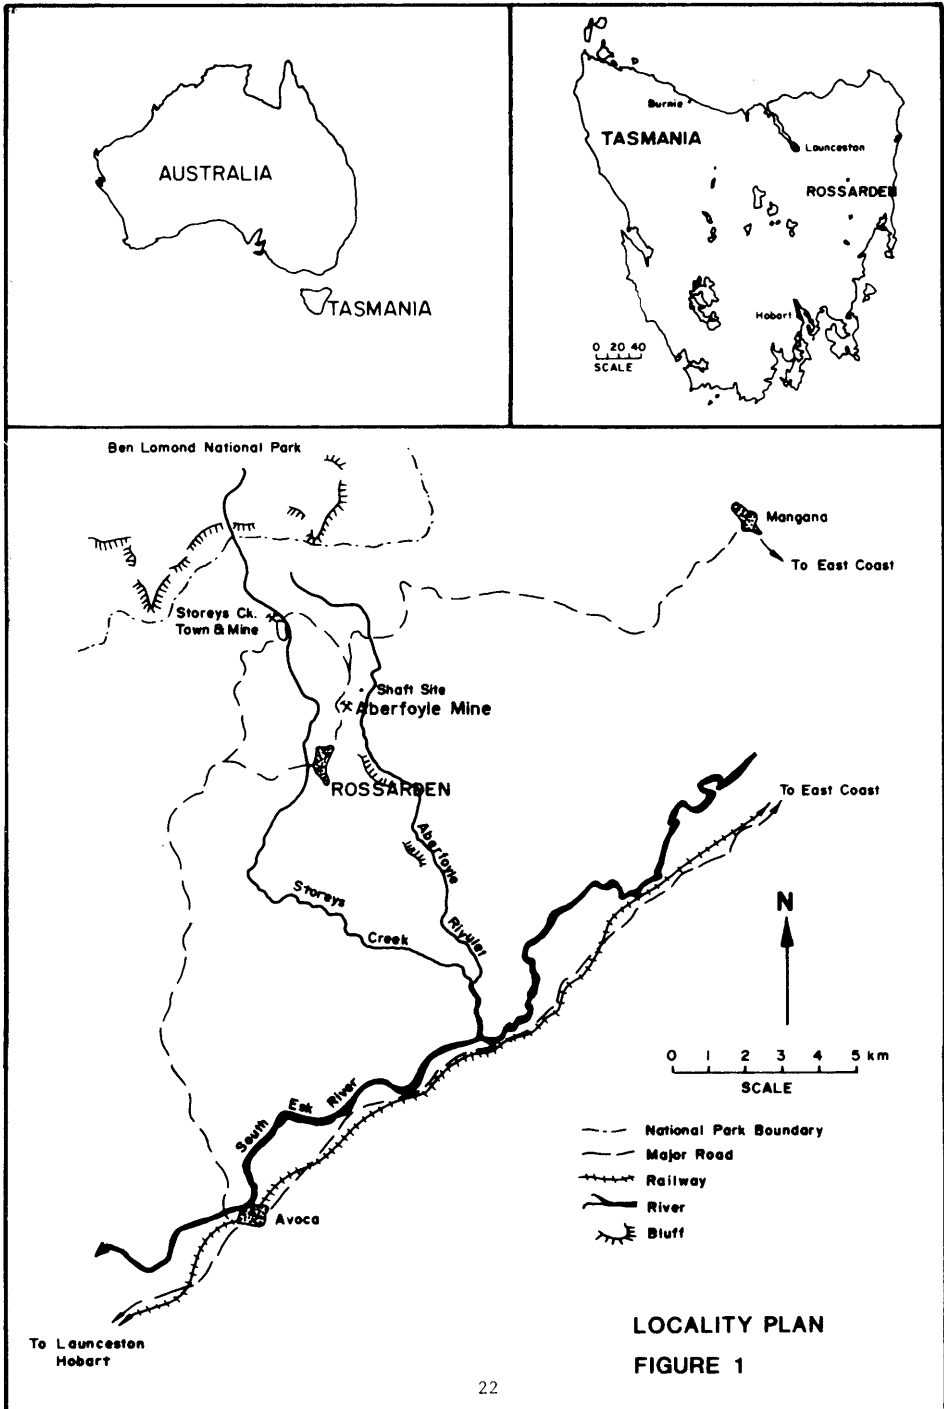 AUSTRALIA
TASMANIA
Burnie
TASMANIA
Launceston
ROSSARDEN
Hobart
0 20 40
SCALE
Ben Lomond National Park
Mangana
To East Coast
Storeys Ck.
Town & Mine
Shaft Site
Aberfoyle Mine
ROSSARDEN
To East Coast
Aberfoyle
Rivulet
Storeys
Creek
N
0 1 2 3 4 5 km
SCALE
South Esk River
National Park Boundary
Major Road
Railway
River
Bluff
Avoca
To Launceston
Hobart
LOCALITY PLAN
FIGURE 1
22